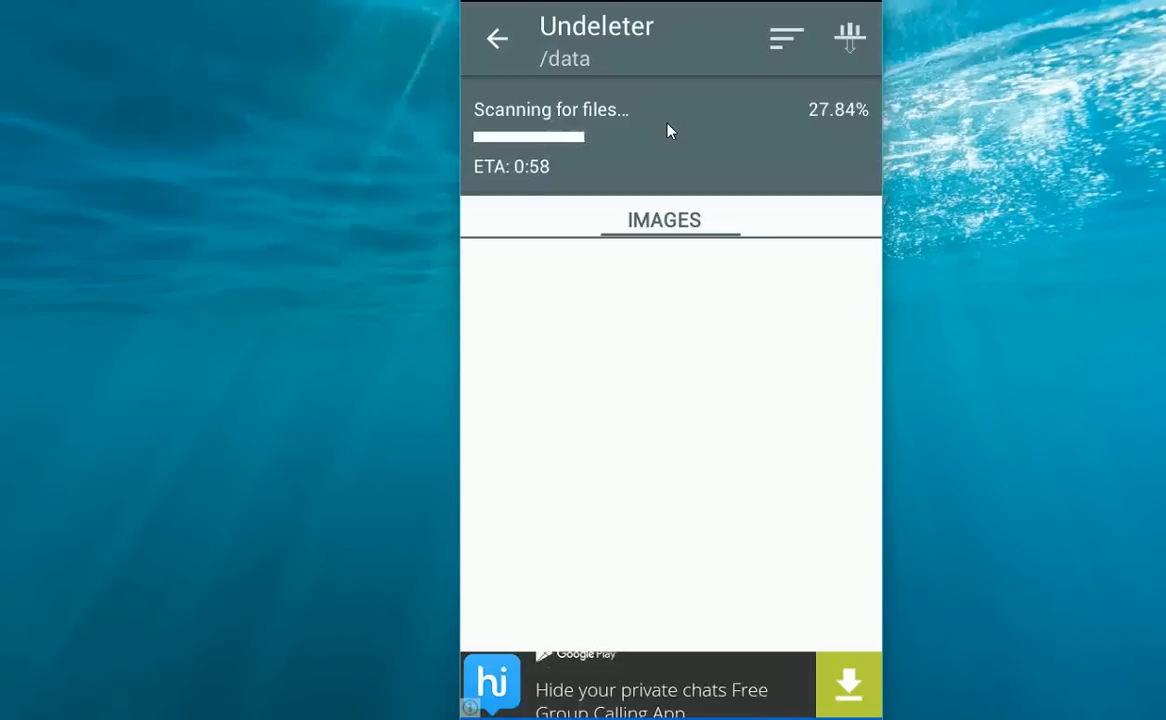 Undeleter
/data
Scanning for files... 27.84%
ETA: 0:58
IMAGES
hi
Google Play
Hide your private chats Free
Group Calling App